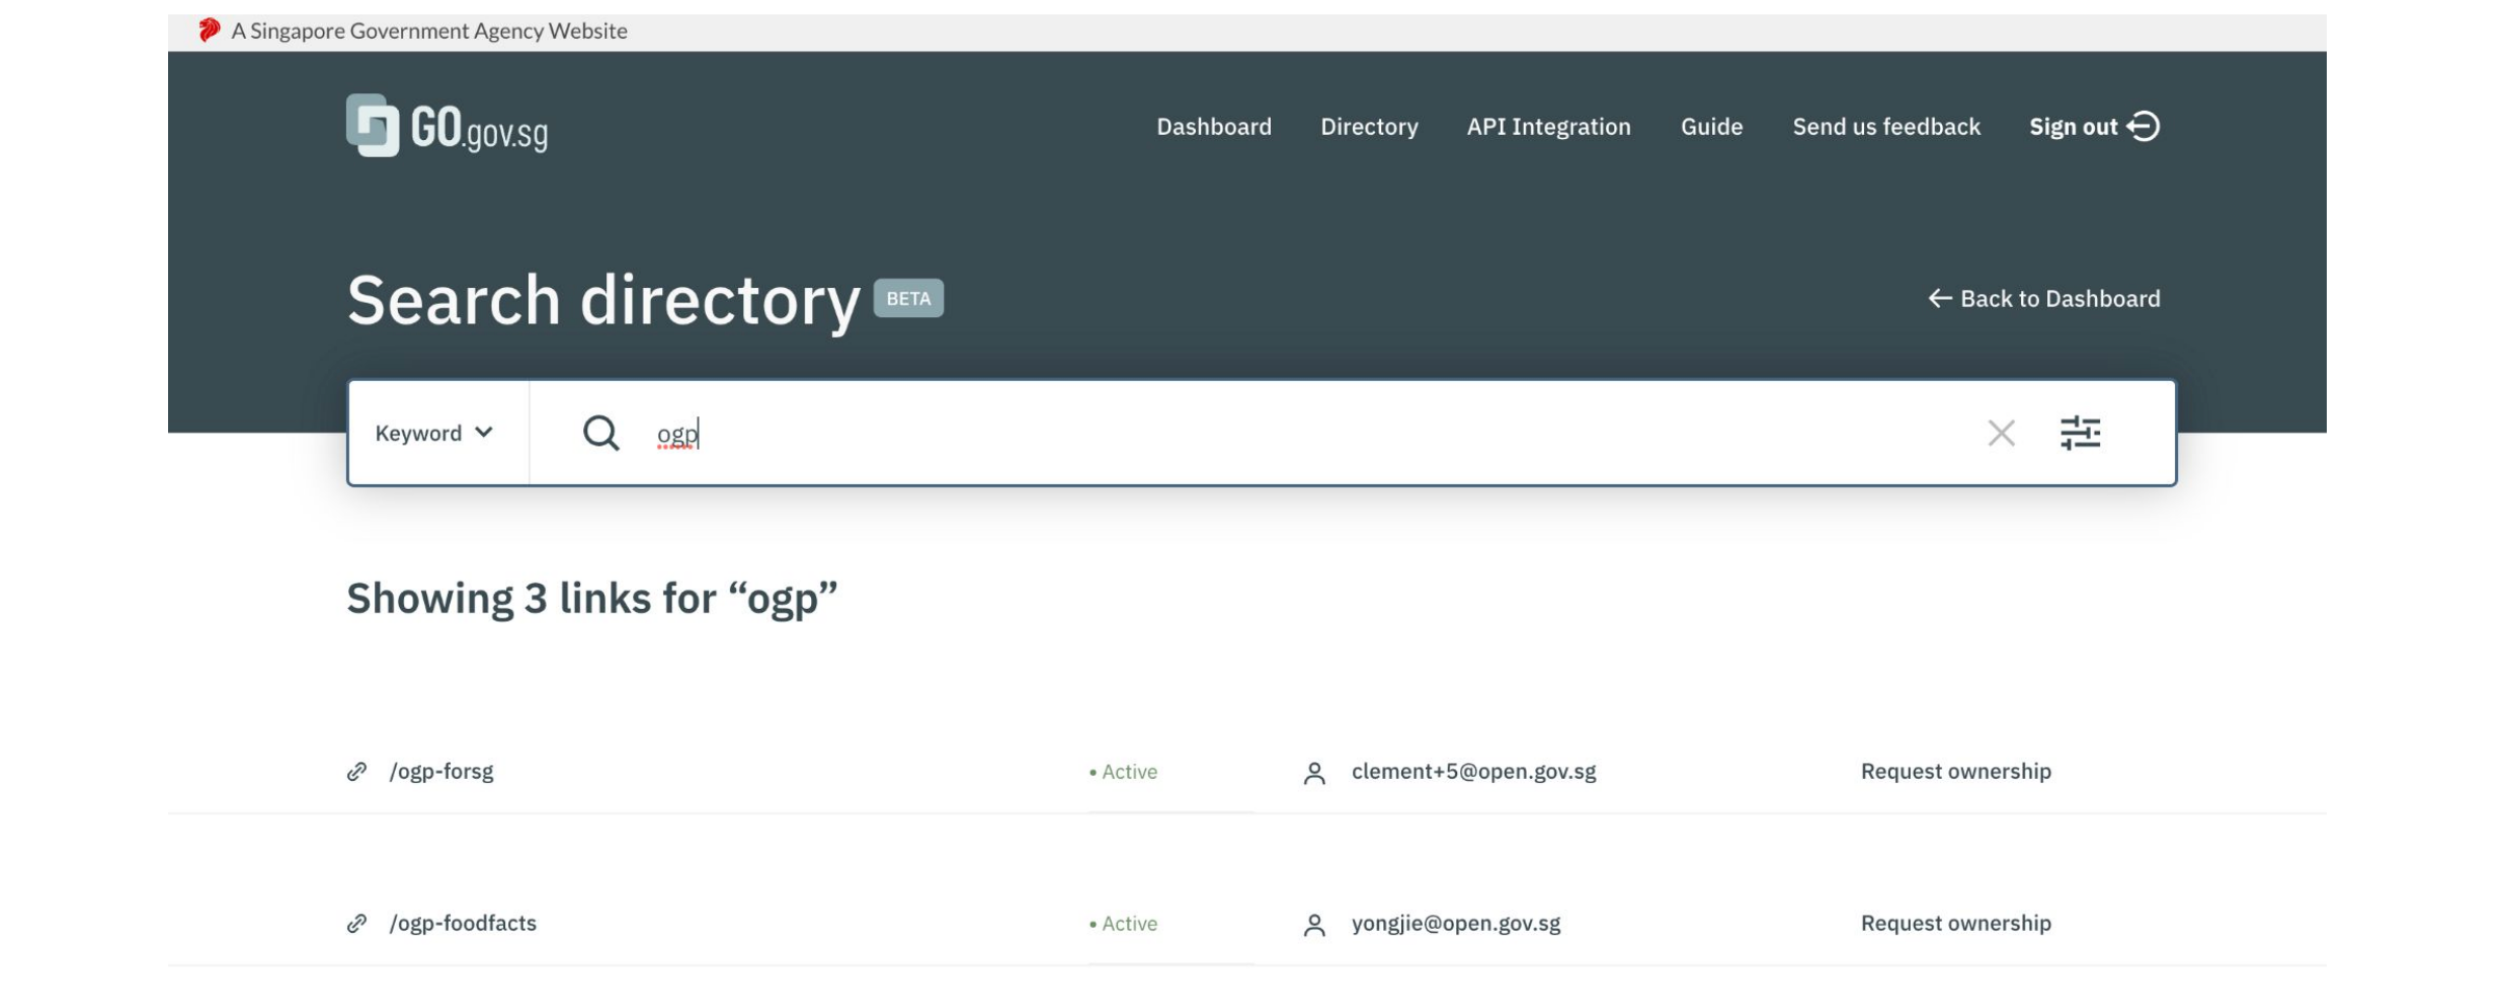 A Singapore Government Agency Website
GO.gov.sg
Dashboard Directory API Integration Guide Send us feedback Sign out
Search directory BETA
Back to Dashboard
Keyword ogp
Showing 3 links for “ogp”
/ogp-forsg • Active clement+5@open.gov.sg Request ownership
/ogp-foodfacts • Active yongjie@open.gov.sg Request ownership